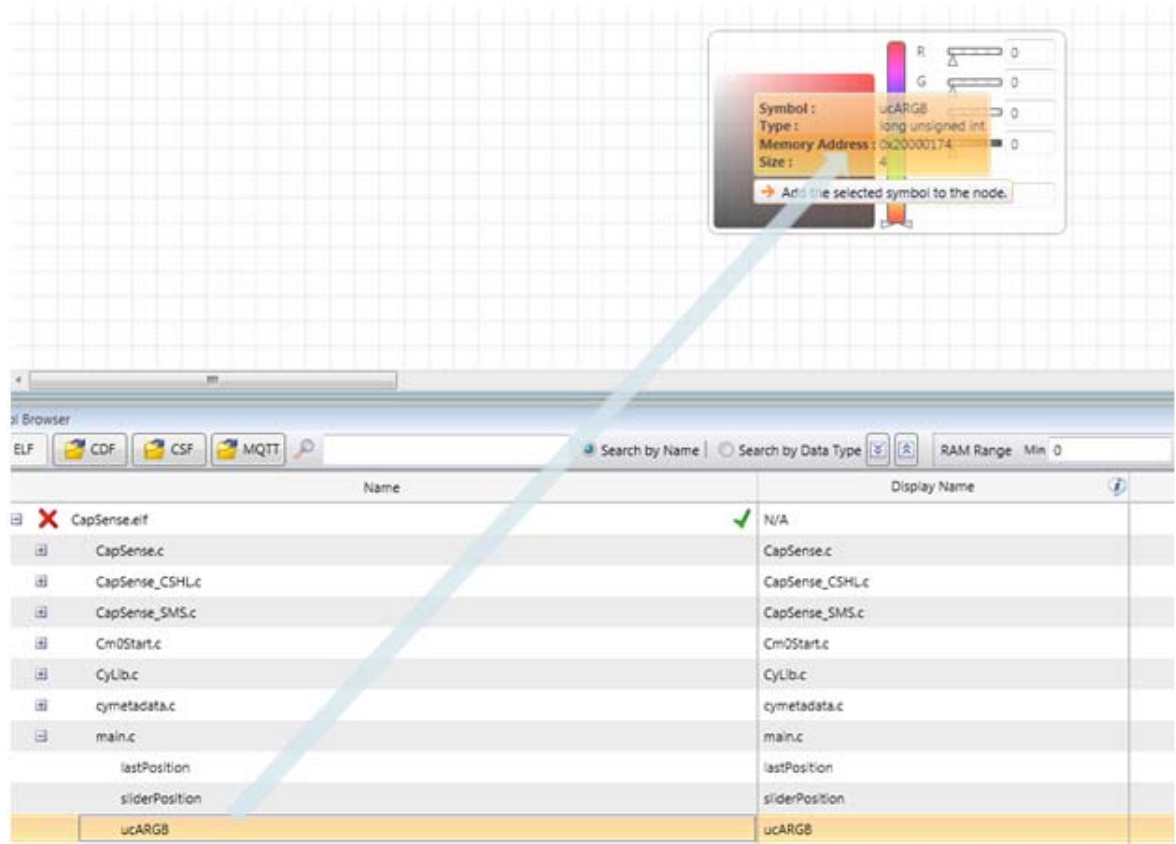 R 0
G 0
0
0
Symbol : ucARGB
Type : long unsigned int
Memory Address : 0x20000174
Size : 4
Add the selected symbol to the node.
ol Browser
ELF CDF CSF MQTT Search by Name Search by Data Type RAM Range Min 0
Name Display Name
CapSense.elf N/A
CapSense.c CapSense.c
CapSense_CSHL.c CapSense_CSHL.c
CapSense_SMS.c CapSense_SMS.c
Cm0Start.c Cm0Start.c
CyLib.c CyLib.c
cymetadata.c cymetadata.c
main.c main.c
lastPosition lastPosition
sliderPosition sliderPosition
ucARGB ucARGB